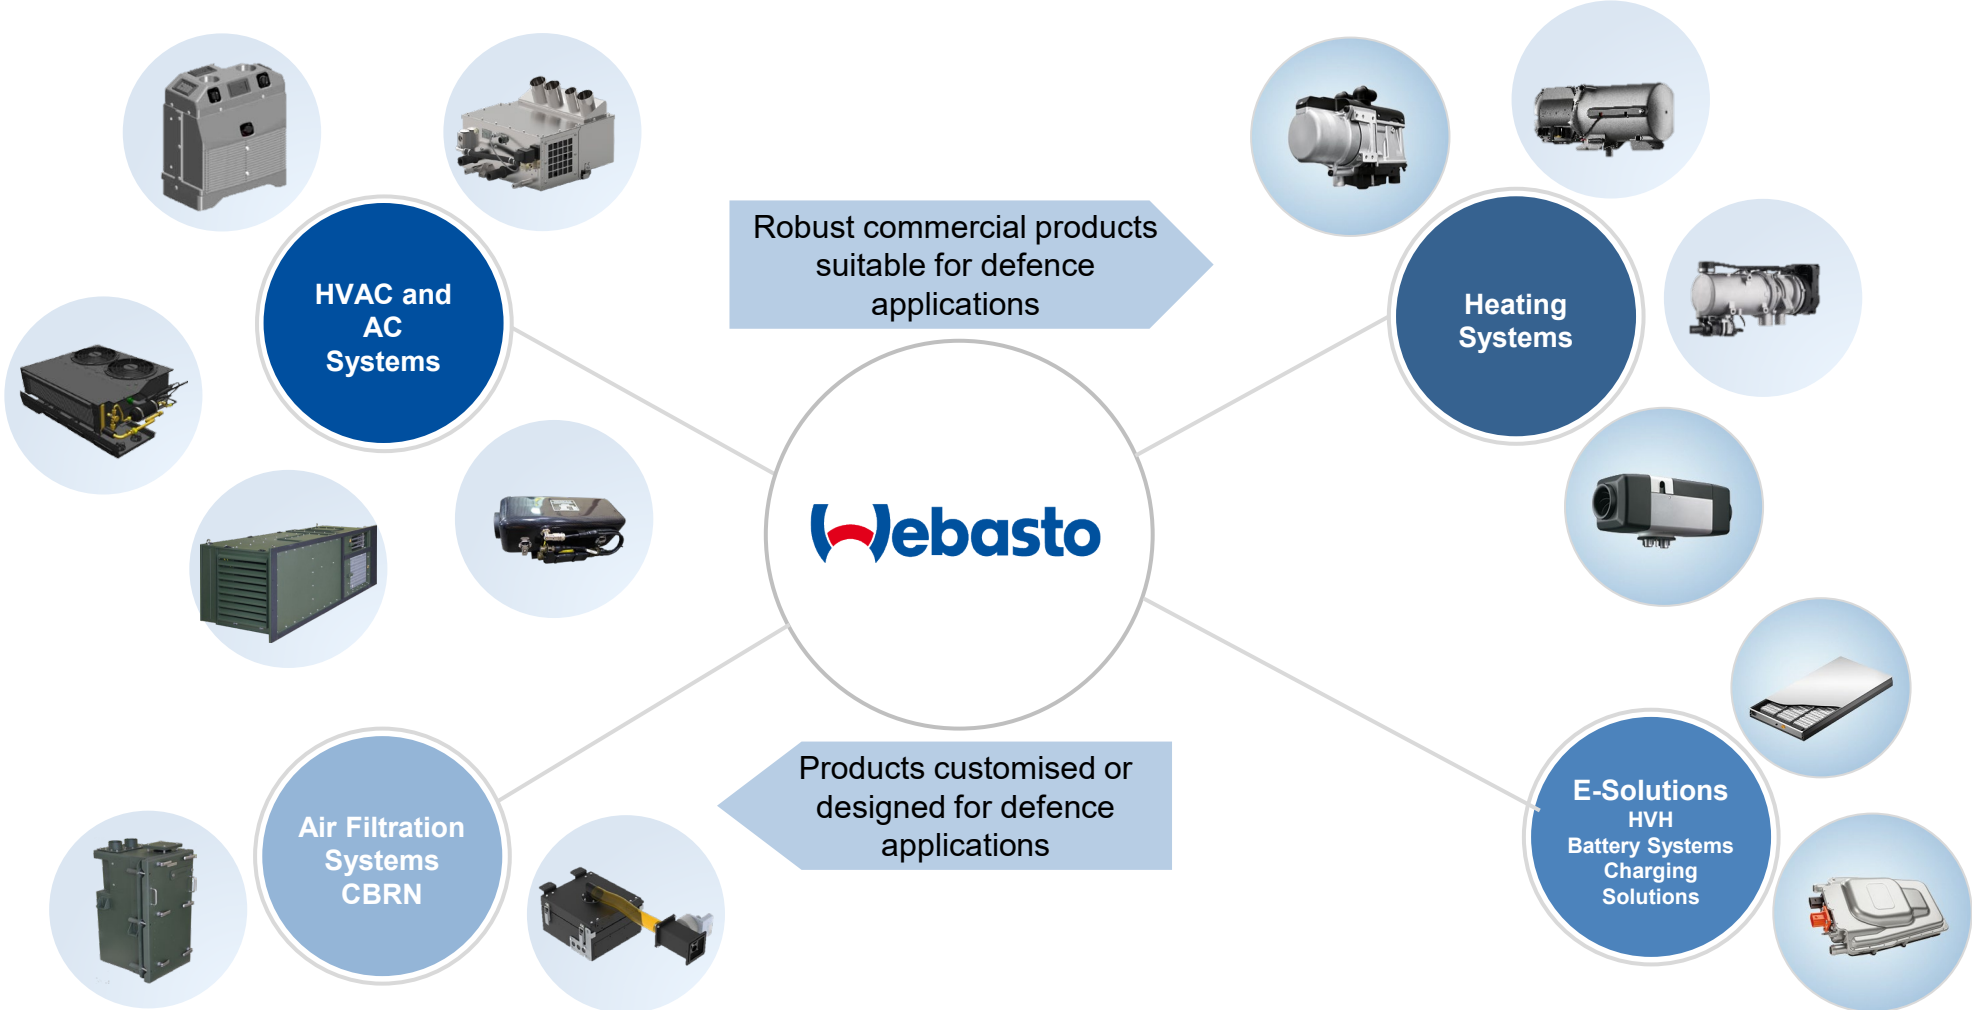 HVAC and
AC
Systems
Robust commercial products
suitable for defence
applications
Heating
Systems
Webasto
Air Filtration
Systems
CBRN
Products customised or
designed for defence
applications
E-Solutions
HVH
Battery Systems
Charging
Solutions